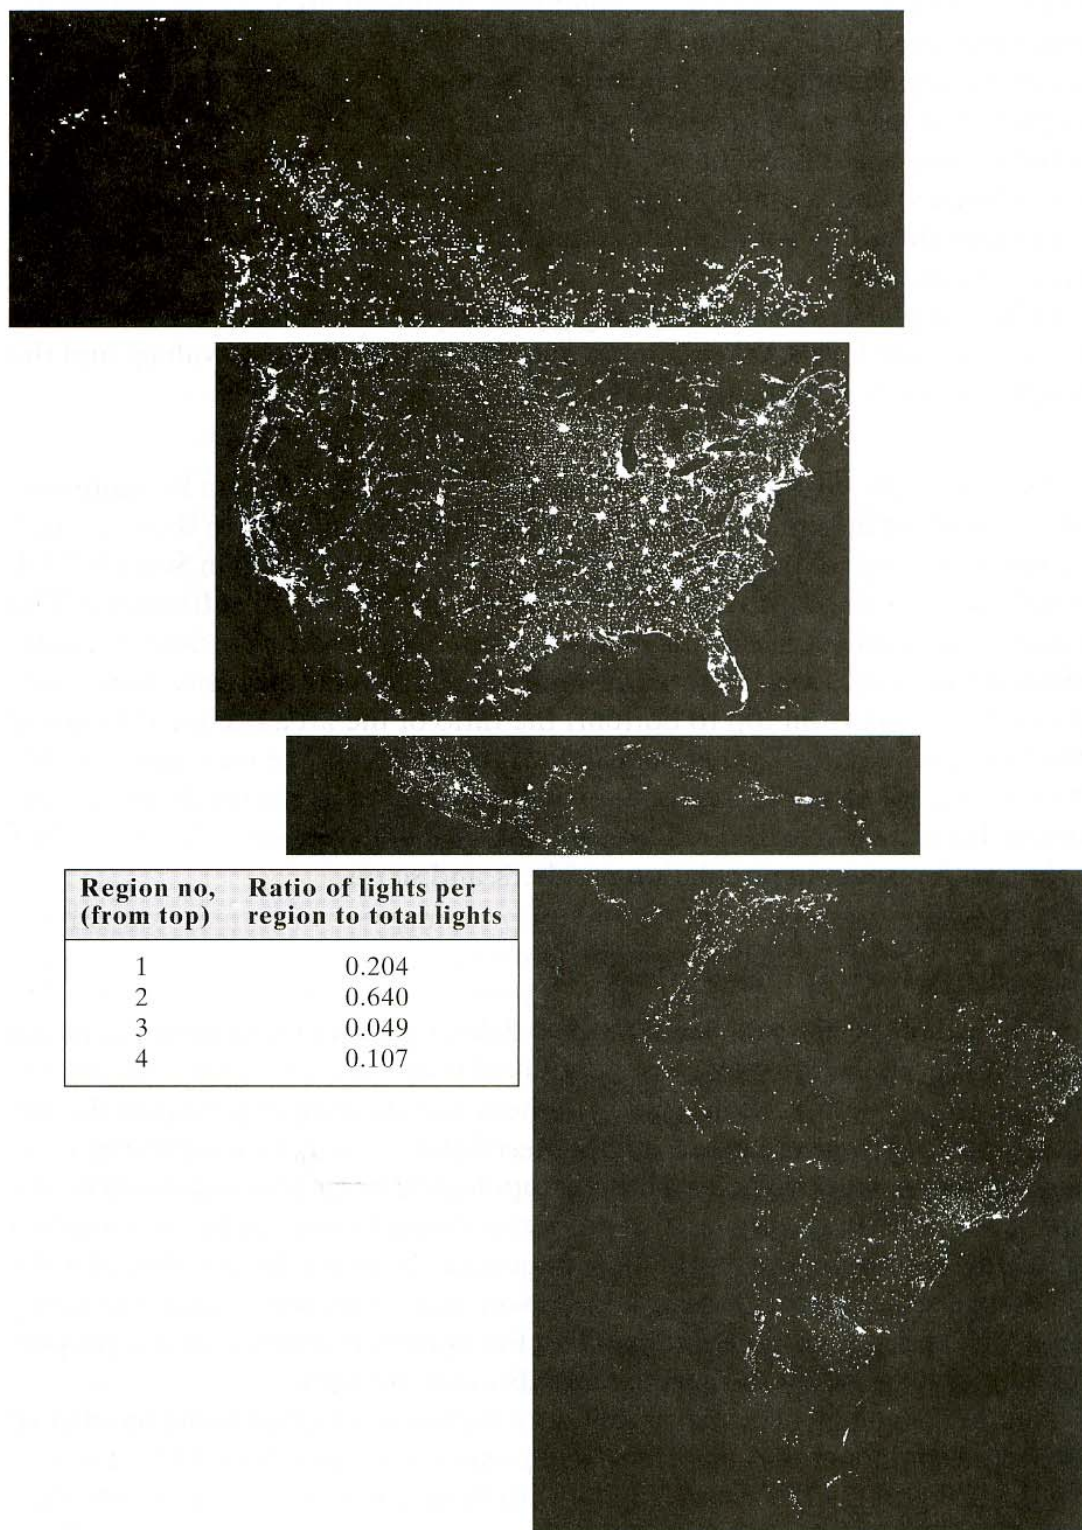 Region no, Ratio of lights per
(from top) region to total lights
1 0.204
2 0.640
3 0.049
4 0.107